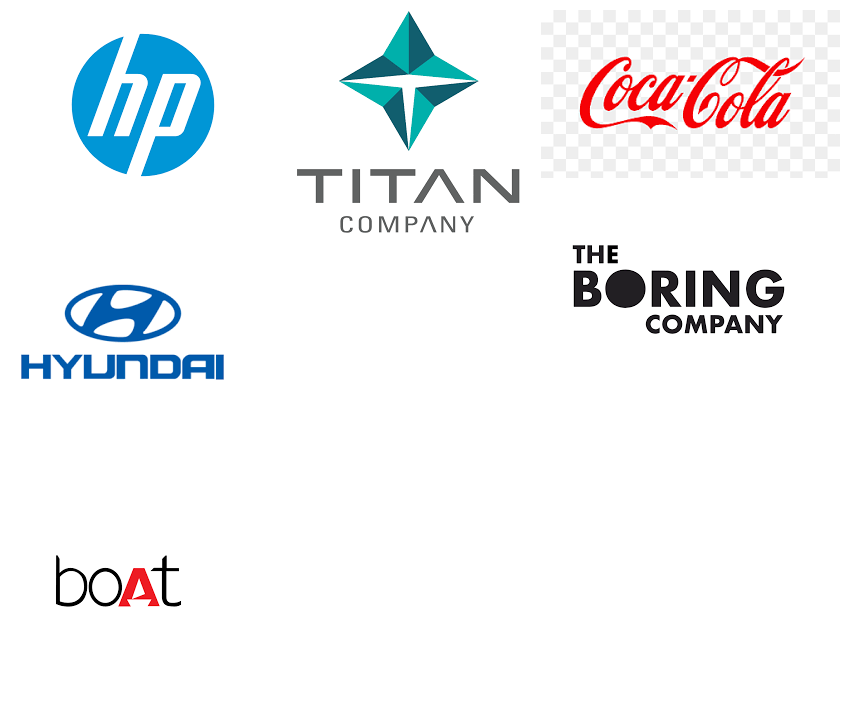 hp
TITAN
COMPANY
Coca-Cola
THE
BORING
COMPANY
HYUNDAI
boAt